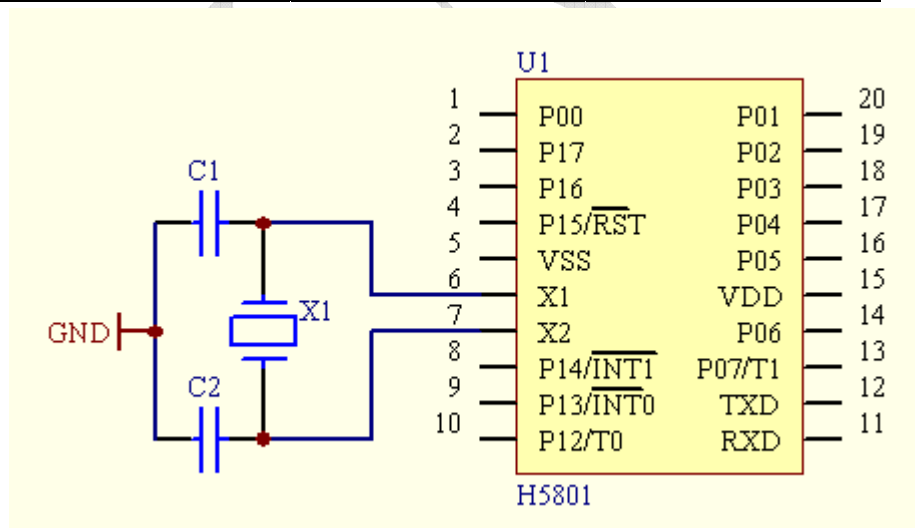 U1
1 P00 P01 20
2 P17 P02 19
3 P16 P03 18
4 P15/RST P04 17
5 VSS P05 16
6 X1 VDD 15
7 X2 P06 14
8 P14/INT1 P07/T1 13
9 P13/INT0 TXD 12
10 P12/T0 RXD 11
H5801
C1
X1
GND
C2